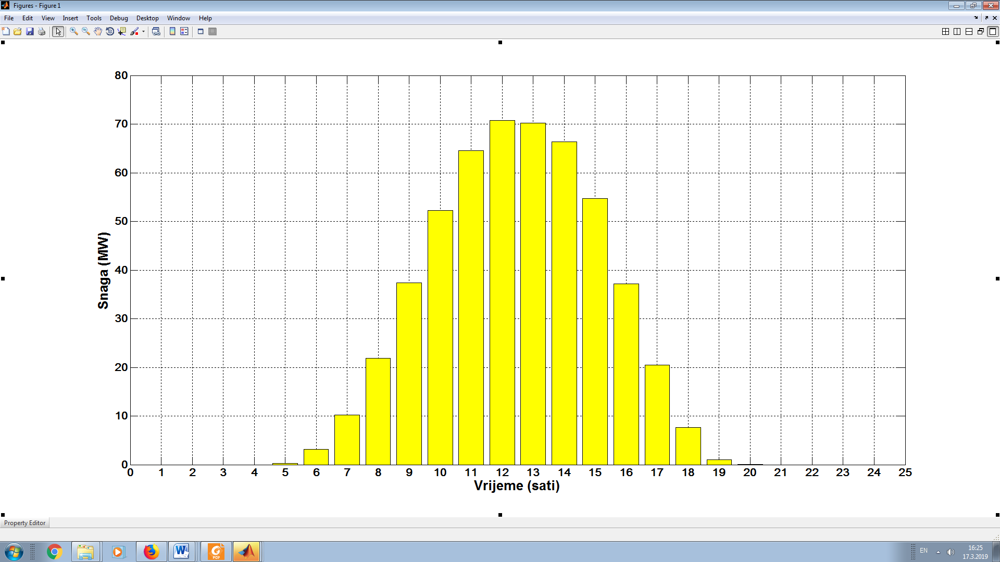 Figures - Figure 1
File Edit View Insert Tools Debug Desktop Window Help
80
70
60
50
40
30
20
10
0
Snaga (MW)
0 1 2 3 4 5 6 7 8 9 10 11 12 13 14 15 16 17 18 19 20 21 22 23 24 25
Vrijeme (sati)
Property Editor
W
PDF
EN
16:25
17.3.2019